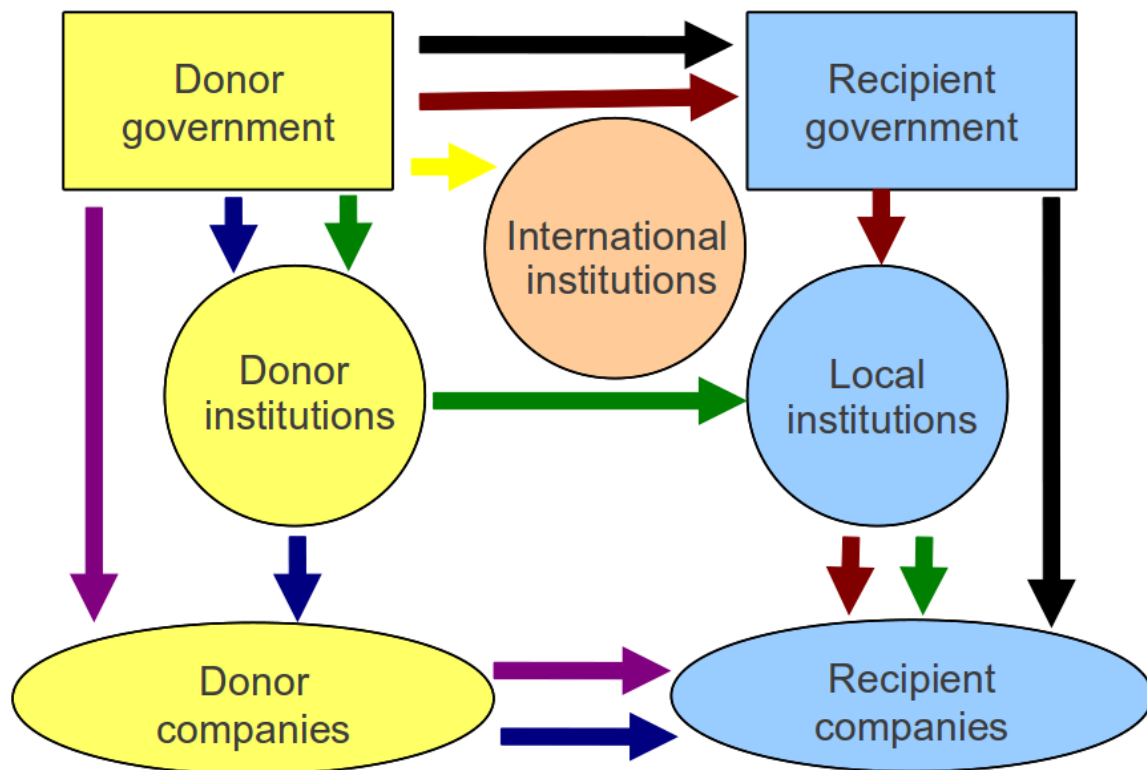 Donor
government
Recipient
government
International
institutions
Donor
institutions
Local
institutions
Donor
companies
Recipient
companies